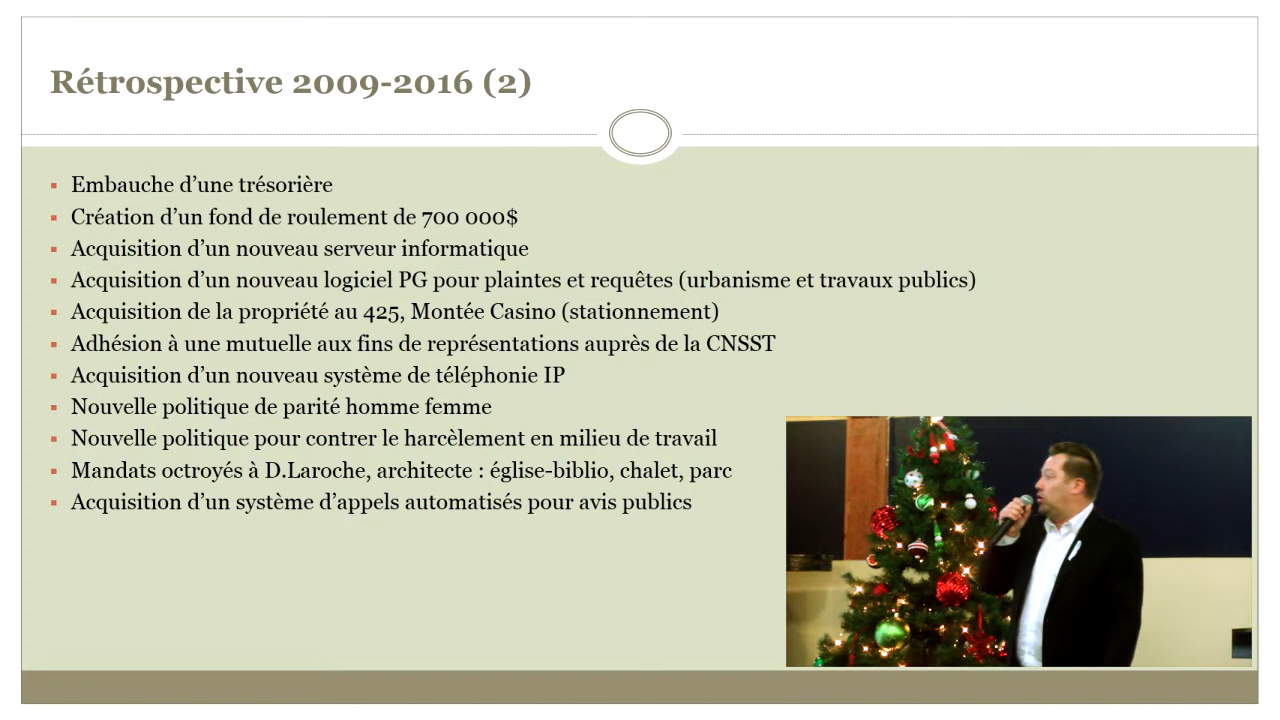 Rétrospective 2009-2016 (2)
Embauche d’une trésorière
Création d’un fond de roulement de 700 000$
Acquisition d’un nouveau serveur informatique
Acquisition d’un nouveau logiciel PG pour plaintes et requêtes (urbanisme et travaux publics)
Acquisition de la propriété au 425, Montée Casino (stationnement)
Adhésion à une mutuelle aux fins de représentations auprès de la CNSST
Acquisition d’un nouveau système de téléphonie IP
Nouvelle politique de parité homme femme
Nouvelle politique pour contrer le harcèlement en milieu de travail
Mandats octroyés à D.Laroche, architecte : église-biblio, chalet, parc
Acquisition d’un système d’appels automatisés pour avis publics